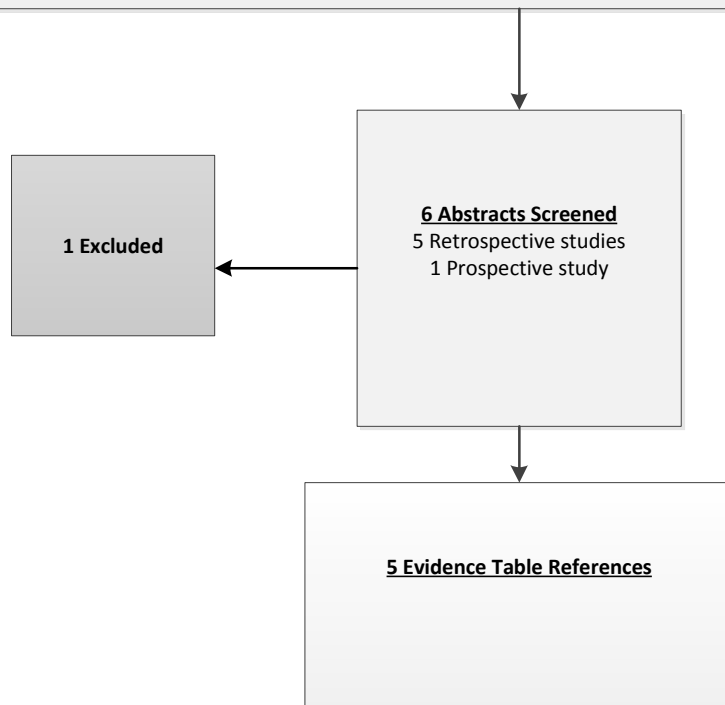 6 Abstracts Screened
5 Retrospective studies
1 Prospective study
1 Excluded
5 Evidence Table References